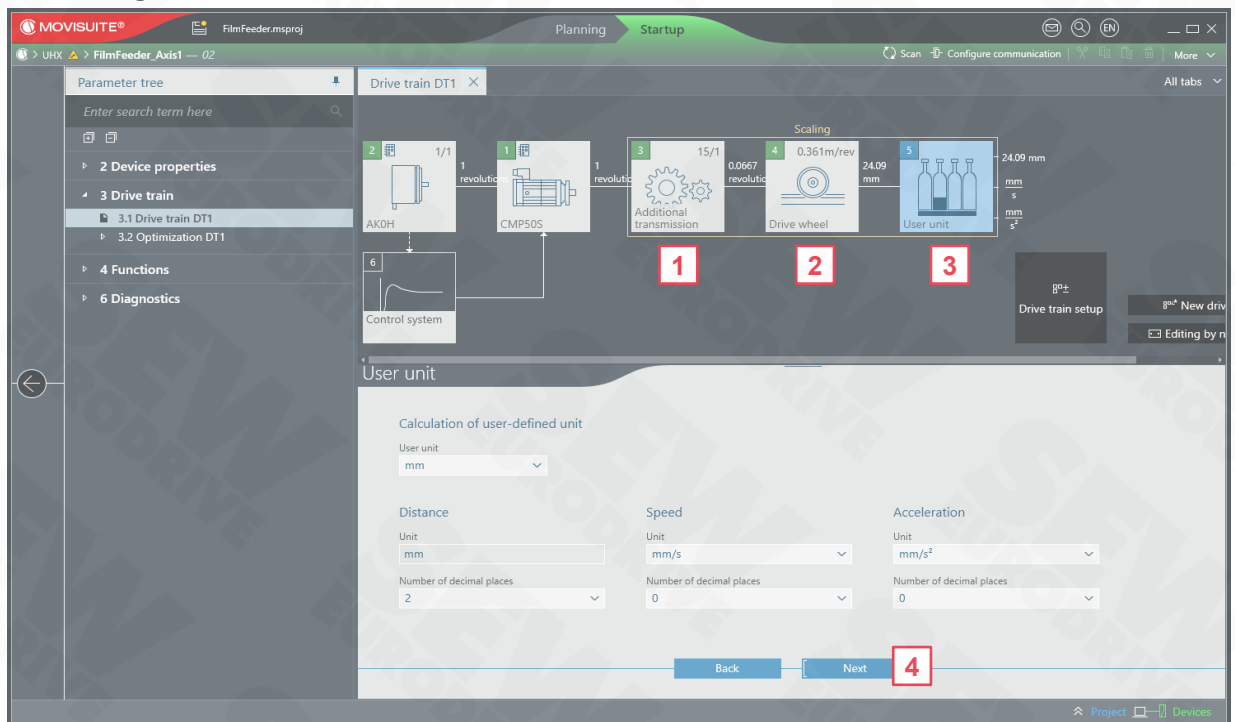 MOVISUITE® FilmFeeder.msproj Planning Startup EN
> UHX > FilmFeeder_Axis1 — 02 Scan Configure communication More
Parameter tree
Drive train DT1
All tabs
Enter search term here
2 Device properties
3 Drive train
3.1 Drive train DT1
3.2 Optimization DT1
4 Functions
6 Diagnostics
Scaling
2 1/1
AK0H
1 revolutio
1
CMP50S
1 revolutio
3 15/1
Additional transmission
0.0667 revolutio
4 0.361m/rev
Drive wheel
24.09 mm
5
User unit
24.09 mm
mm
s
mm
s²
1
2
3
6
Control system
Drive train setup
New driv
Editing by n
User unit
Calculation of user-defined unit
User unit
mm
Distance Speed Acceleration
Unit Unit Unit
mm mm/s mm/s²
Number of decimal places Number of decimal places Number of decimal places
2 0 0
Back Next 4
Project Devices
SEW
EURODRIVE